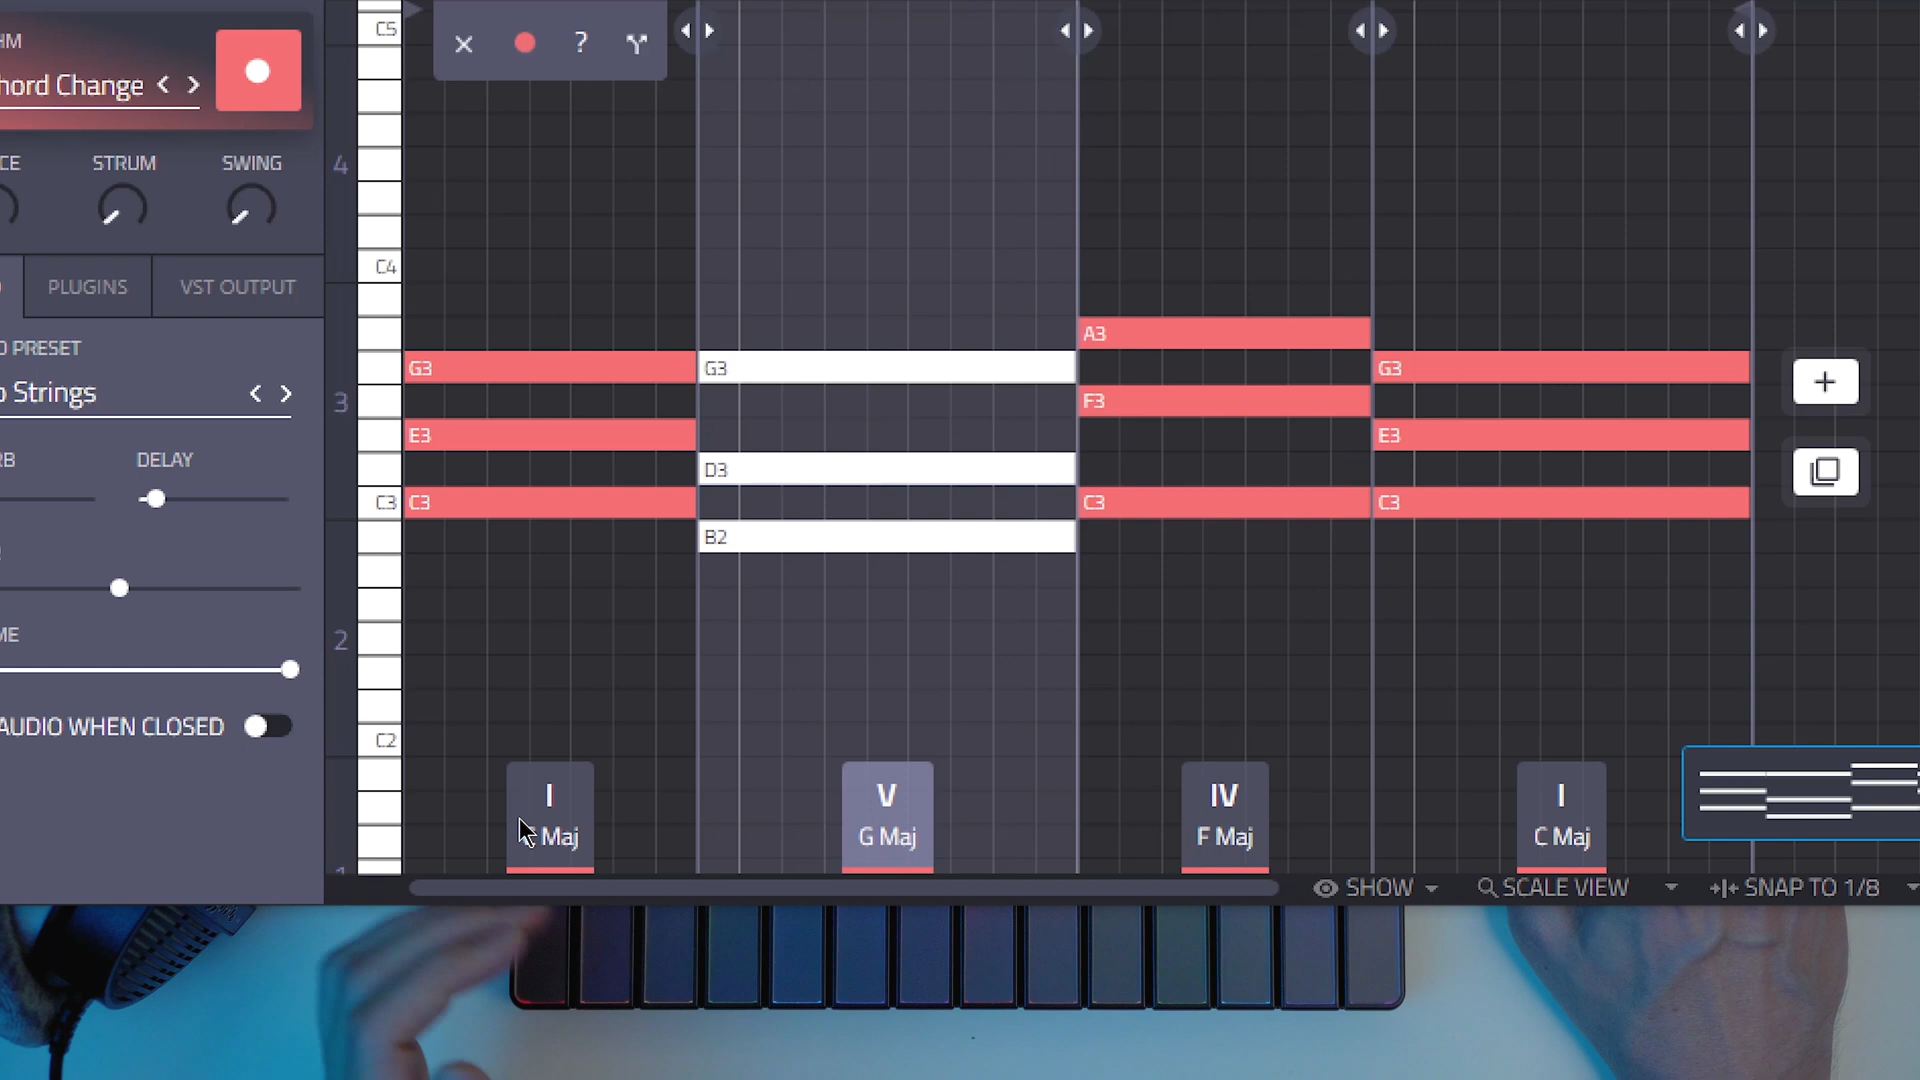 C5
HM
hord Change
CE
STRUM
SWING
4
C4
PLUGINS
VST OUTPUT
A3
O PRESET
G3
G3
G3
o Strings
3
F3
E3
E3
RB
DELAY
D3
C3
C3
C3
C3
B2
ME
2
AUDIO WHEN CLOSED
C2
I
V
IV
I
Maj
G Maj
F Maj
C Maj
SHOW
SCALE VIEW
SNAP TO 1/8